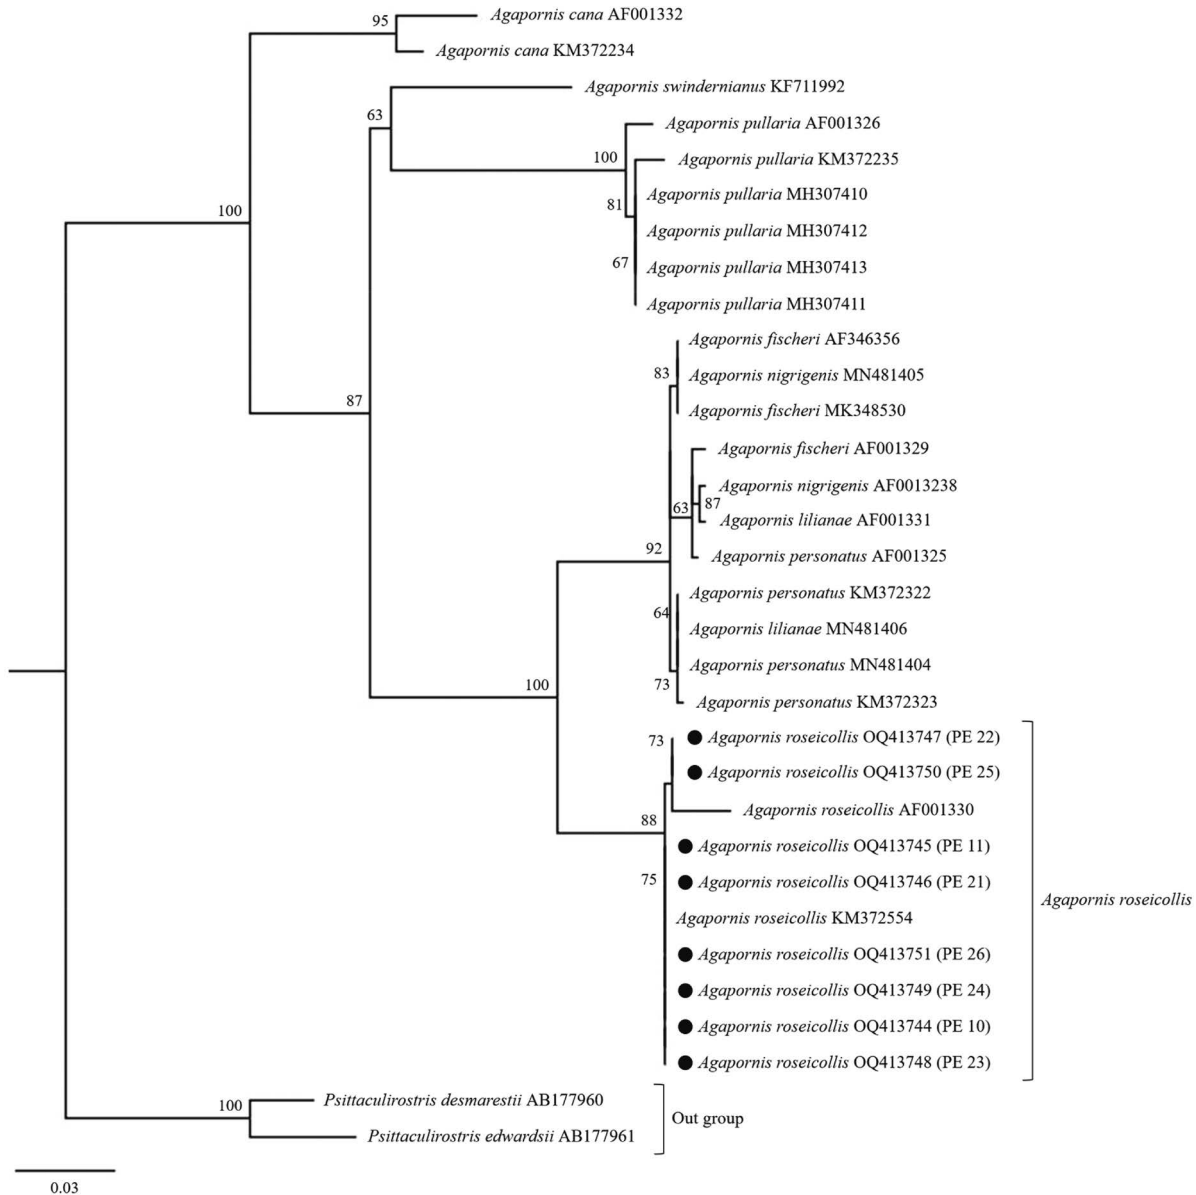 95
Agapornis cana AF001332
Agapornis cana KM372234
Agapornis swindernianus KF711992
63
Agapornis pullaria AF001326
100
Agapornis pullaria KM372235
Agapornis pullaria MH307410
81
100
Agapornis pullaria MH307412
67
Agapornis pullaria MH307413
Agapornis pullaria MH307411
Agapornis fischeri AF346356
83
Agapornis nigrigenis MN481405
87
Agapornis fischeri MK348530
Agapornis fischeri AF001329
Agapornis nigrigenis AF0013238
63
87
Agapornis lilianae AF001331
92
Agapornis personatus AF001325
Agapornis personatus KM372322
64
Agapornis lilianae MN481406
Agapornis personatus MN481404
100
73
Agapornis personatus KM372323
73
Agapornis roseicollis OQ413747 (PE 22)
Agapornis roseicollis OQ413750 (PE 25)
Agapornis roseicollis AF001330
88
Agapornis roseicollis OQ413745 (PE 11)
75
Agapornis roseicollis OQ413746 (PE 21)
Agapornis roseicollis
Agapornis roseicollis KM372554
Agapornis roseicollis OQ413751 (PE 26)
Agapornis roseicollis OQ413749 (PE 24)
Agapornis roseicollis OQ413744 (PE 10)
Agapornis roseicollis OQ413748 (PE 23)
100
Psittaculirostris desmarestii AB177960
Out group
Psittaculirostris edwardsii AB177961
0.03